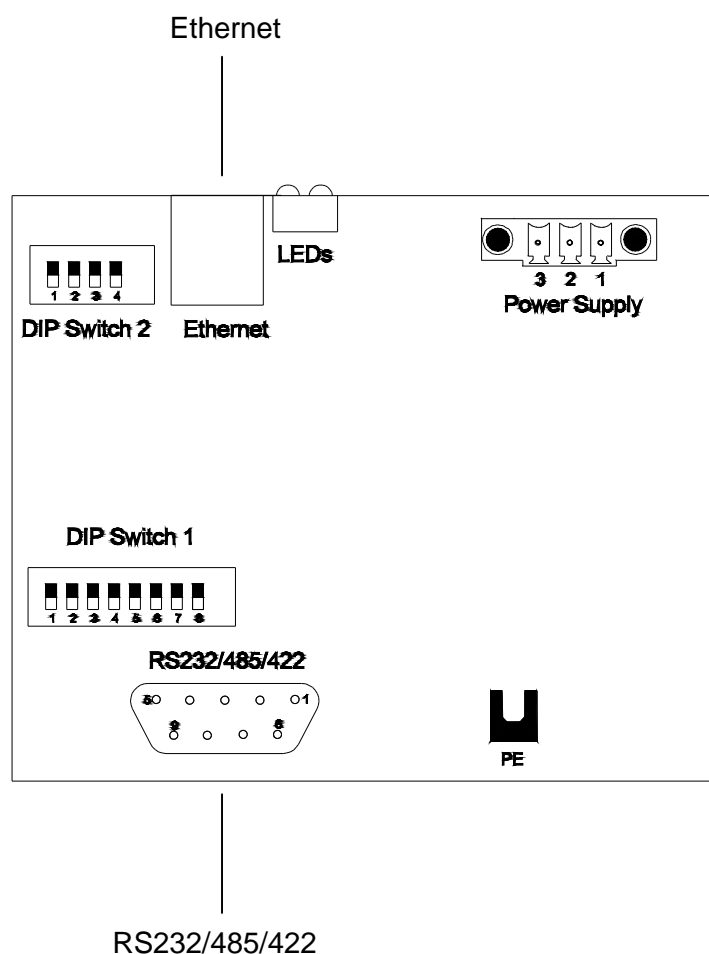 Ethernet
LEDs
1 2 3 4
3 2 1
DIP Switch 2
Ethernet
Power Supply
DIP Switch 1
1 2 3 4 5 6 7 8
RS232/485/422
5 1
9 6
PE
RS232/485/422